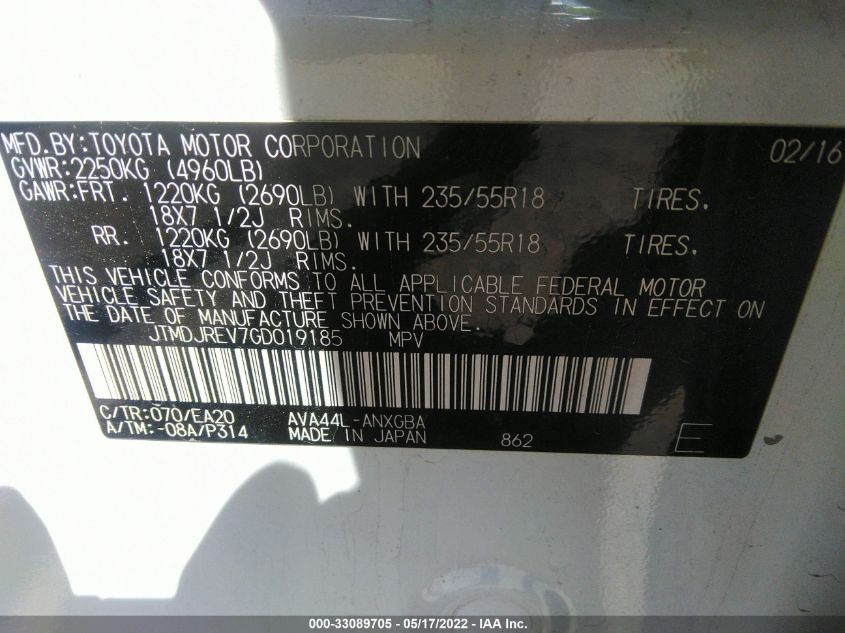 MFD.BY:TOYOTA MOTOR CORPORATION 02/16
GVWR:2250KG (4960LB)
GAWR:FRT. 1220KG (2690LB) WITH 235/55R18 TIRES.
18X7 1/2J RIMS.
RR. 1220KG (2690LB) WITH 235/55R18 TIRES.
18X7 1/2J RIMS.
THIS VEHICLE CONFORMS TO ALL APPLICABLE FEDERAL MOTOR
VEHICLE SAFETY AND THEFT PREVENTION STANDARDS IN EFFECT ON
THE DATE OF MANUFACTURE SHOWN ABOVE.
JTMDJREV7GD019185 MPV
C/TR:070/EA20 AVA44L-ANXGBA
A/TM:-08A/P314 MADE IN JAPAN 862 E
000-33089705 - 05/17/2022 - IAA Inc.